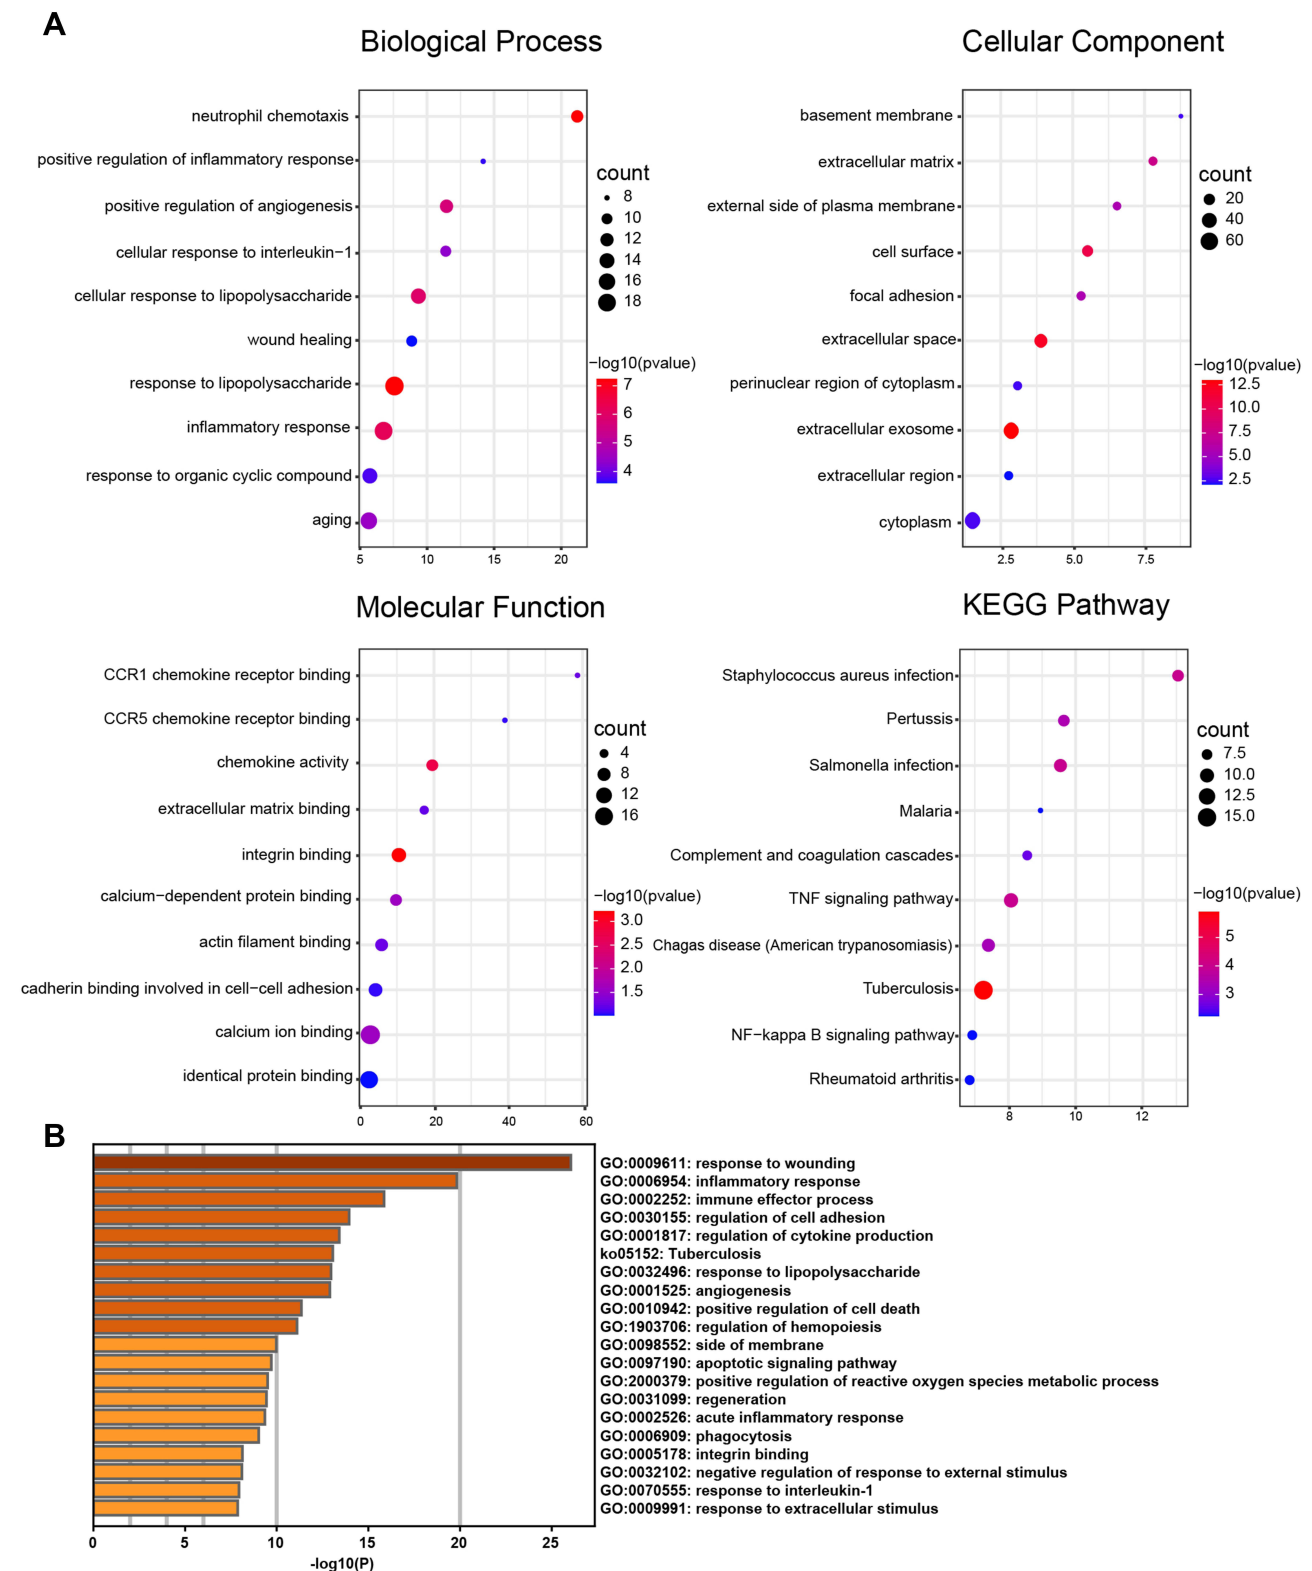 A
Biological Process
neutrophil chemotaxis
positive regulation of inflammatory response
positive regulation of angiogenesis
cellular response to interleukin−1
cellular response to lipopolysaccharide
wound healing
response to lipopolysaccharide
inflammatory response
response to organic cyclic compound
aging
5 10 15 20
count
8
10
12
14
16
18
−log10(pvalue)
7
6
5
4
Cellular Component
basement membrane
extracellular matrix
external side of plasma membrane
cell surface
focal adhesion
extracellular space
perinuclear region of cytoplasm
extracellular exosome
extracellular region
cytoplasm
2.5 5.0 7.5
count
20
40
60
−log10(pvalue)
12.5
10.0
7.5
5.0
2.5
Molecular Function
CCR1 chemokine receptor binding
CCR5 chemokine receptor binding
chemokine activity
extracellular matrix binding
integrin binding
calcium−dependent protein binding
actin filament binding
cadherin binding involved in cell−cell adhesion
calcium ion binding
identical protein binding
0 20 40 60
count
4
8
12
16
−log10(pvalue)
3.0
2.5
2.0
1.5
KEGG Pathway
Staphylococcus aureus infection
Pertussis
Salmonella infection
Malaria
Complement and coagulation cascades
TNF signaling pathway
Chagas disease (American trypanosomiasis)
Tuberculosis
NF−kappa B signaling pathway
Rheumatoid arthritis
8 10 12
count
7.5
10.0
12.5
15.0
−log10(pvalue)
5
4
3
B
GO:0009611: response to wounding
GO:0006954: inflammatory response
GO:0002252: immune effector process
GO:0030155: regulation of cell adhesion
GO:0001817: regulation of cytokine production
ko05152: Tuberculosis
GO:0032496: response to lipopolysaccharide
GO:0001525: angiogenesis
GO:0010942: positive regulation of cell death
GO:1903706: regulation of hemopoiesis
GO:0098552: side of membrane
GO:0097190: apoptotic signaling pathway
GO:2000379: positive regulation of reactive oxygen species metabolic process
GO:0031099: regeneration
GO:0002526: acute inflammatory response
GO:0006909: phagocytosis
GO:0005178: integrin binding
GO:0032102: negative regulation of response to external stimulus
GO:0070555: response to interleukin-1
GO:0009991: response to extracellular stimulus
0 5 10 15 20 25
-log10(P)